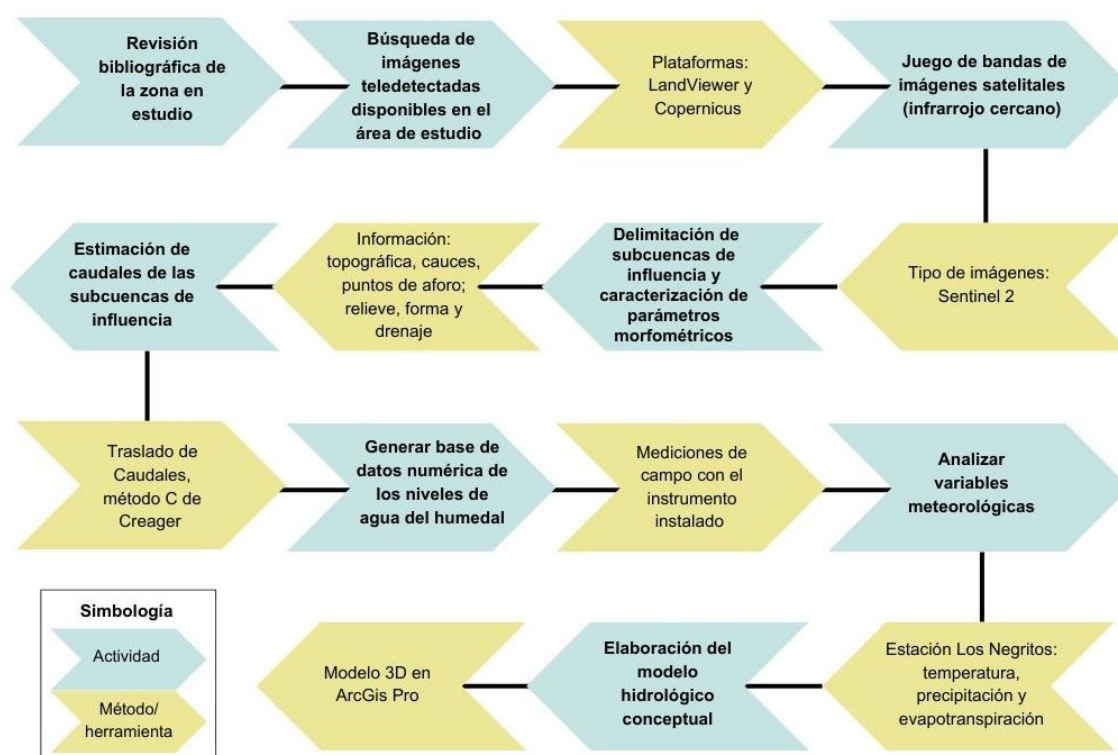 Revisión
bibliográfica de
la zona en
estudio
Búsqueda de
imágenes
teledetectadas
disponibles en el
área de estudio
Plataformas:
LandViewer y
Copernicus
Juego de bandas de
imágenes satelitales
(infrarrojo cercano)
Tipo de imágenes:
Sentinel 2
Delimitación de
subcuencas de
influencia y
caracterización de
parámetros
morfométricos
Información:
topográfica, cauces,
puntos de aforo;
relieve, forma y
drenaje
Estimación de
caudales de las
subcuencas de
influencia
Traslado de
Caudales,
método C de
Creager
Generar base de
datos numérica de
los niveles de
agua del humedal
Mediciones de
campo con el
instrumento
instalado
Analizar
variables
meteorológicas
Estación Los Negritos:
temperatura,
precipitación y
evapotranspiración
Elaboración del
modelo
hidrológico
conceptual
Modelo 3D en
ArcGis Pro
Simbología
Actividad
Método/
herramienta